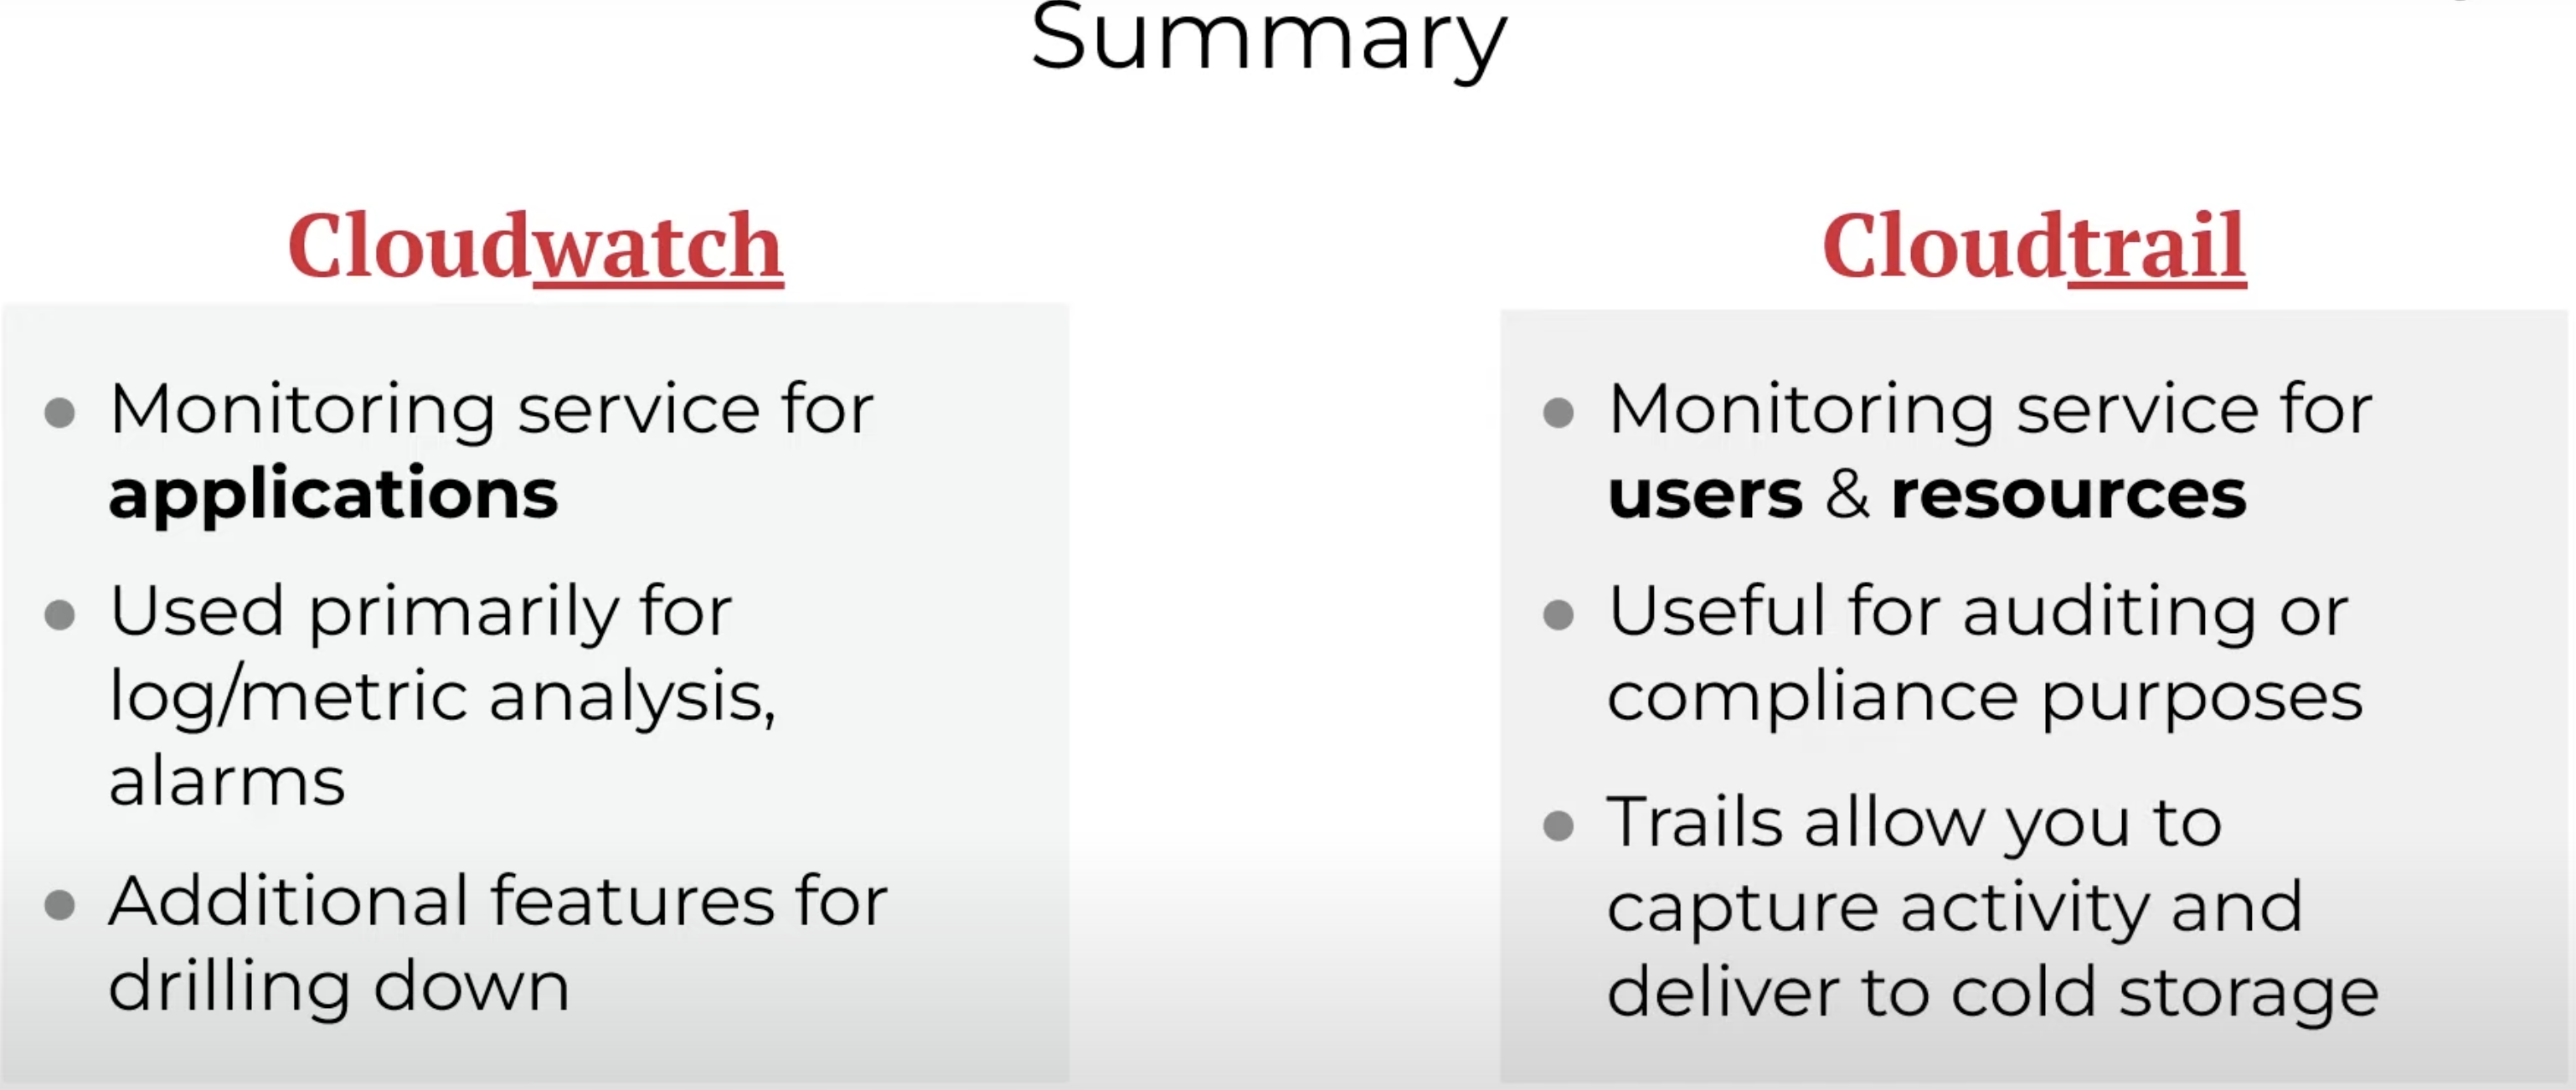 Summary
Cloudwatch
Monitoring service for
applications
Used primarily for
log/metric analysis,
alarms
Additional features for
drilling down
Cloudtrail
Monitoring service for
users & resources
Useful for auditing or
compliance purposes
Trails allow you to
capture activity and
deliver to cold storage